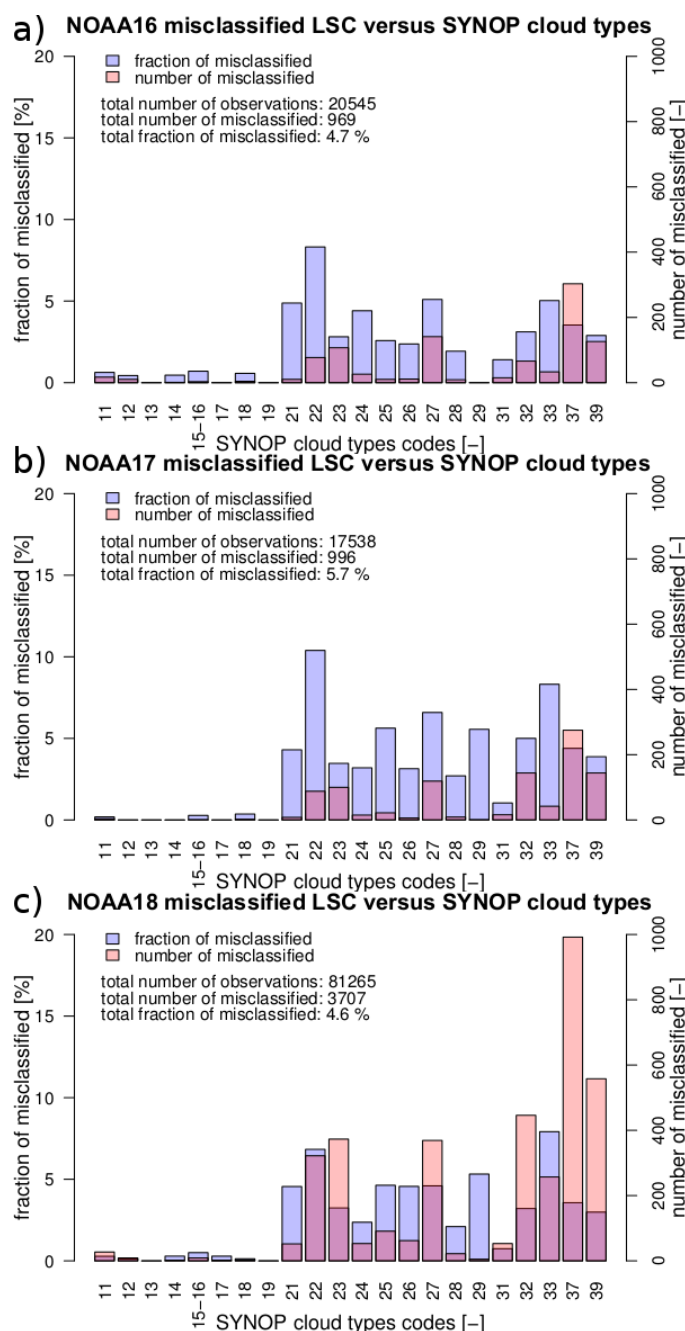 a) NOAA16 misclassified LSC versus SYNOP cloud types
fraction of misclassified
number of misclassified
total number of observations: 20545
total number of misclassified: 969
total fraction of misclassified: 4.7 %
fraction of misclassified [%]
0 5 10 15 20
number of misclassified [−]
0 200 400 600 800 1000
11 12 13 14 15−16 17 18 19 21 22 23 24 25 26 27 28 29 31 32 33 37 39
SYNOP cloud types codes [−]
b) NOAA17 misclassified LSC versus SYNOP cloud types
fraction of misclassified
number of misclassified
total number of observations: 17538
total number of misclassified: 996
total fraction of misclassified: 5.7 %
fraction of misclassified [%]
0 5 10 15 20
number of misclassified [−]
0 200 400 600 800 1000
11 12 13 14 15−16 17 18 19 21 22 23 24 25 26 27 28 29 31 32 33 37 39
SYNOP cloud types codes [−]
c) NOAA18 misclassified LSC versus SYNOP cloud types
fraction of misclassified
number of misclassified
total number of observations: 81265
total number of misclassified: 3707
total fraction of misclassified: 4.6 %
fraction of misclassified [%]
0 5 10 15 20
number of misclassified [−]
0 200 400 600 800 1000
11 12 13 14 15−16 17 18 19 21 22 23 24 25 26 27 28 29 31 32 33 37 39
SYNOP cloud types codes [−]